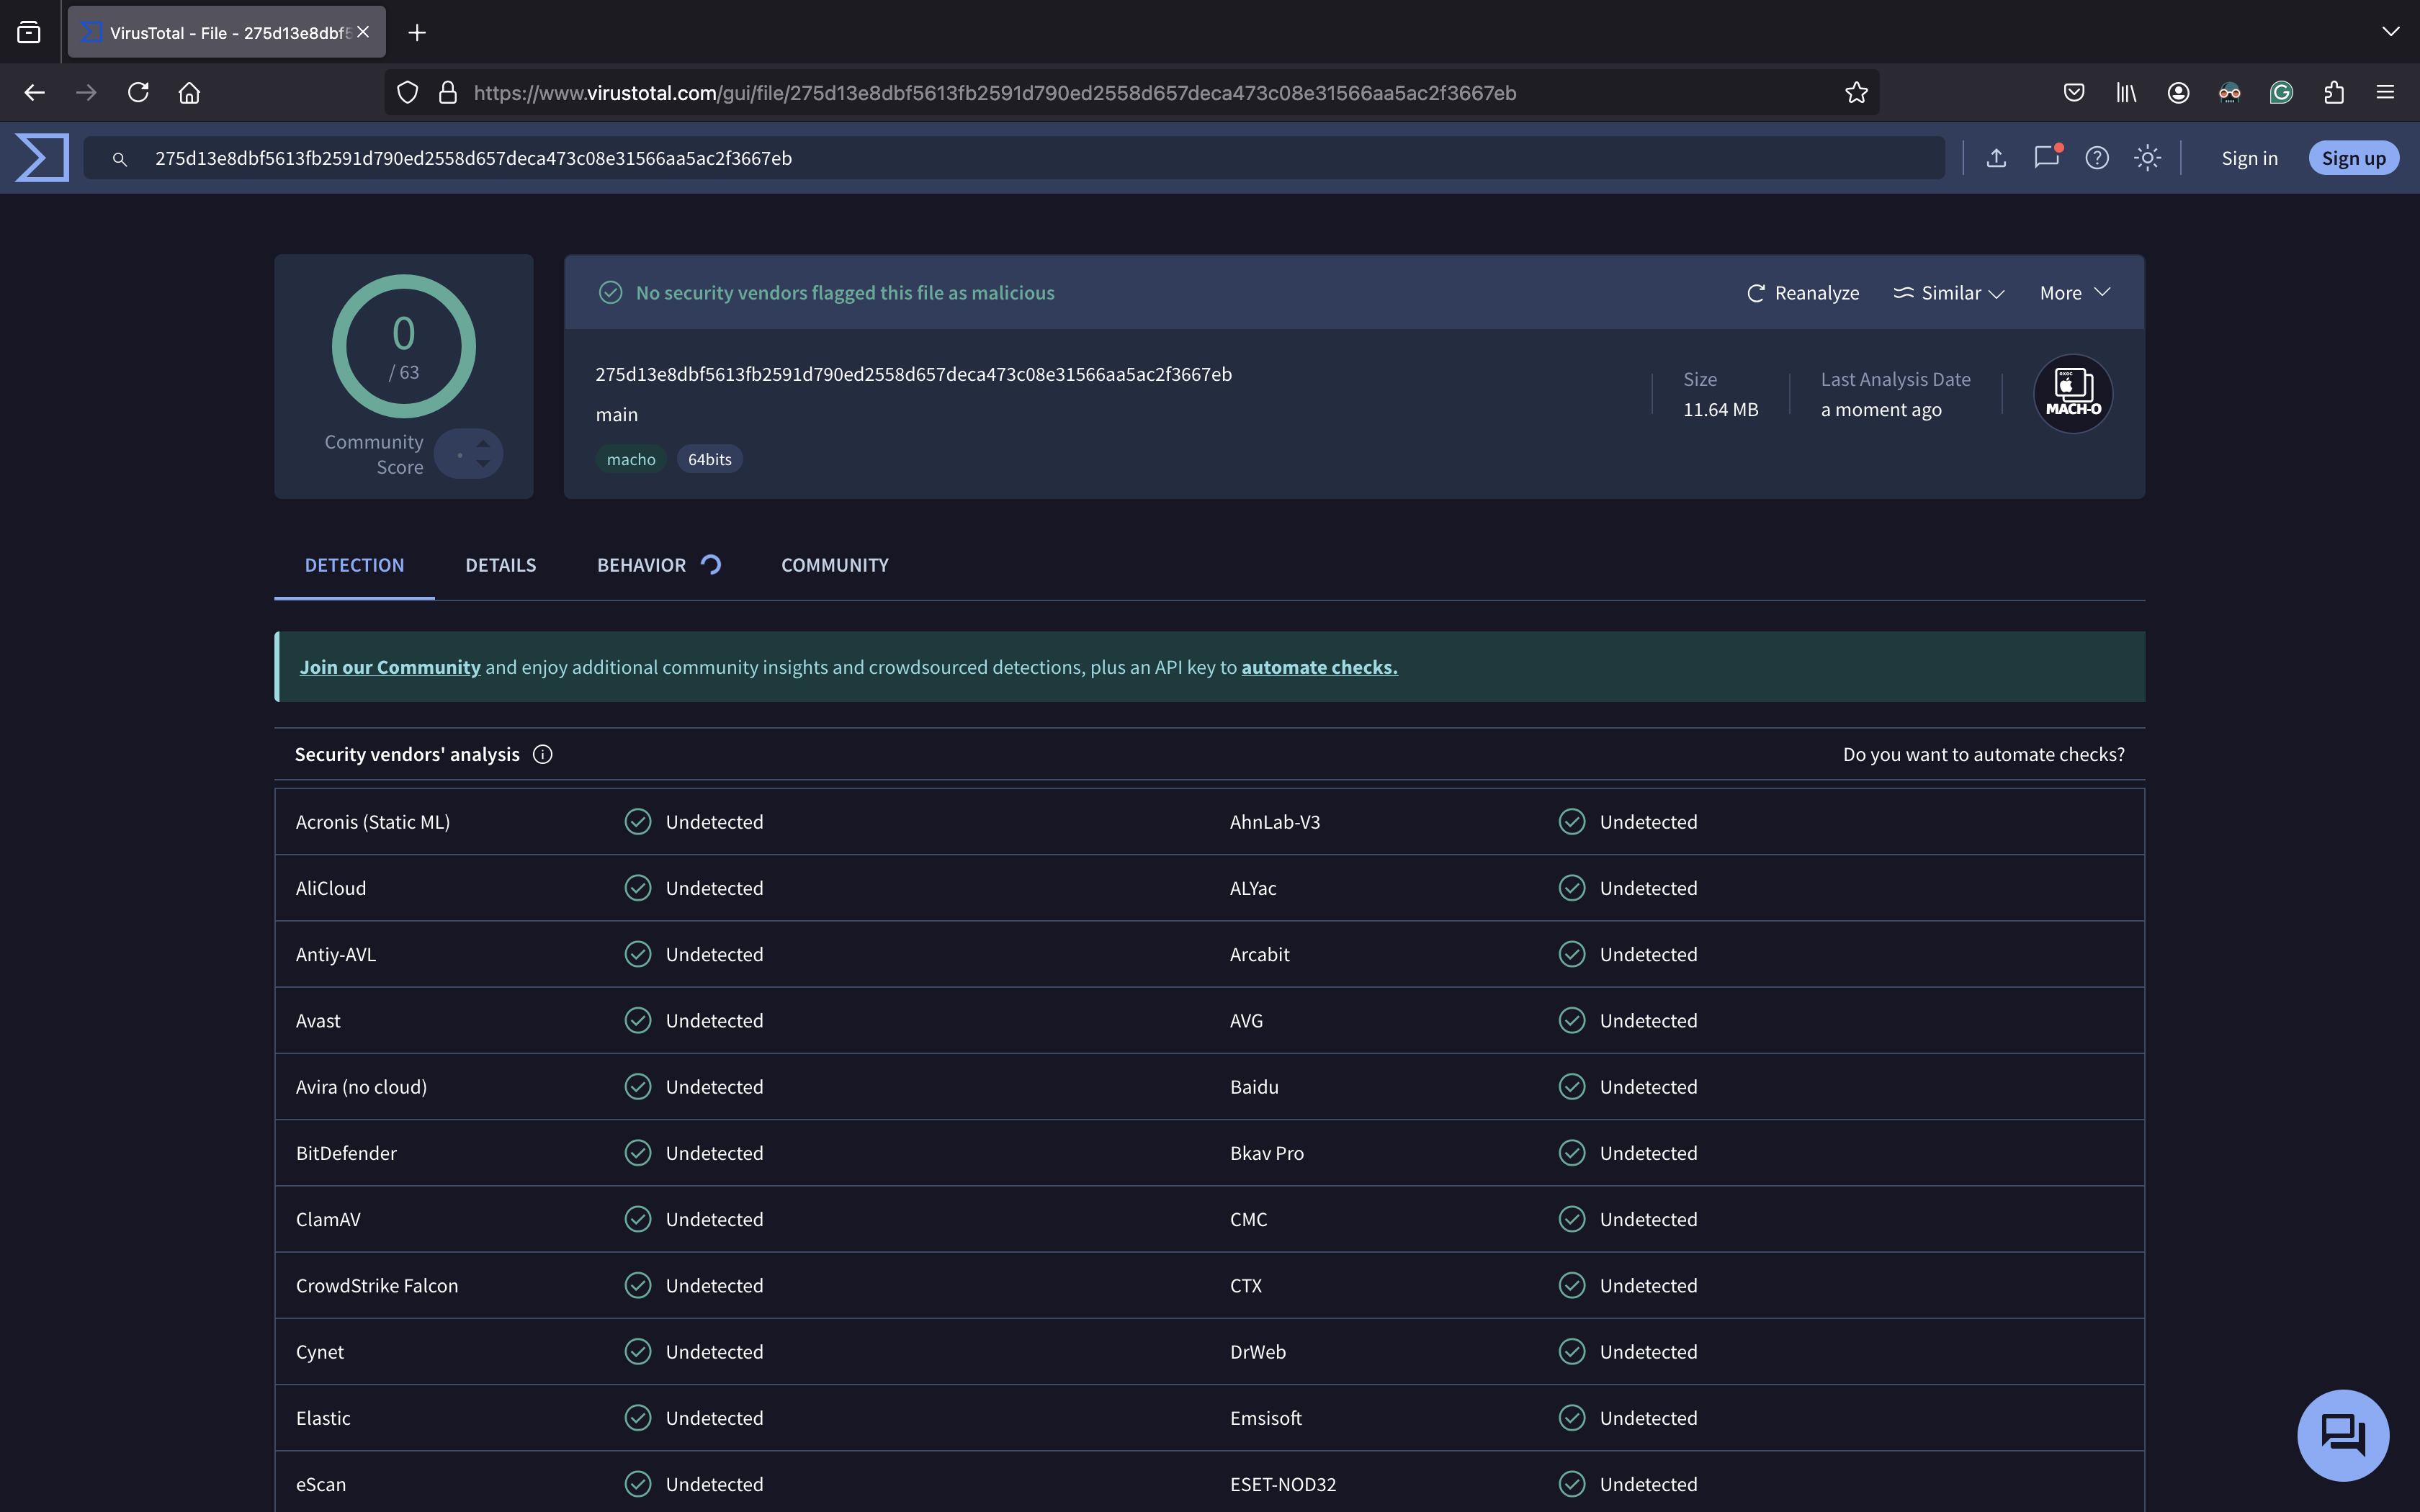 VirusTotal - File - 275d13e8dbf5
https://www.virustotal.com/gui/file/275d13e8dbf5613fb2591d790ed2558d657deca473c08e31566aa5ac2f3667eb
275d13e8dbf5613fb2591d790ed2558d657deca473c08e31566aa5ac2f3667eb
Sign in
Sign up
0
/ 63
Community
Score
No security vendors flagged this file as malicious
Reanalyze
Similar
More
275d13e8dbf5613fb2591d790ed2558d657deca473c08e31566aa5ac2f3667eb
main
macho
64bits
Size
11.64 MB
Last Analysis Date
a moment ago
MACH-O
DETECTION
DETAILS
BEHAVIOR
COMMUNITY
Join our Community and enjoy additional community insights and crowdsourced detections, plus an API key to automate checks.
Security vendors' analysis
Do you want to automate checks?
Acronis (Static ML) Undetected AhnLab-V3 Undetected
AliCloud Undetected ALYac Undetected
Antiy-AVL Undetected Arcabit Undetected
Avast Undetected AVG Undetected
Avira (no cloud) Undetected Baidu Undetected
BitDefender Undetected Bkav Pro Undetected
ClamAV Undetected CMC Undetected
CrowdStrike Falcon Undetected CTX Undetected
Cynet Undetected DrWeb Undetected
Elastic Undetected Emsisoft Undetected
eScan Undetected ESET-NOD32 Undetected